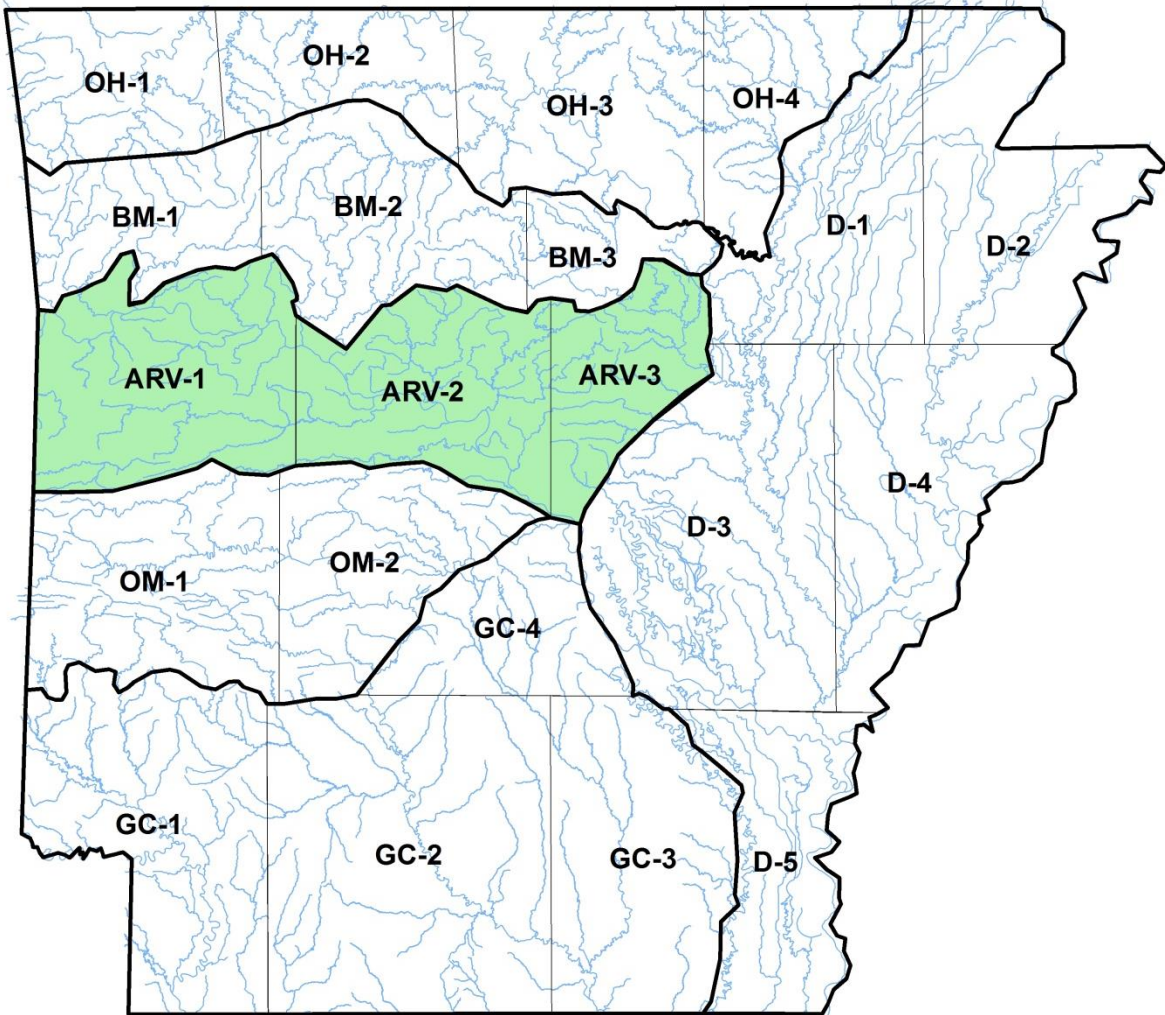 OH-1
OH-2
OH-3
OH-4
BM-1
BM-2
BM-3
D-1
D-2
ARV-1
ARV-2
ARV-3
D-4
D-3
OM-1
OM-2
GC-4
GC-1
GC-2
GC-3
D-5